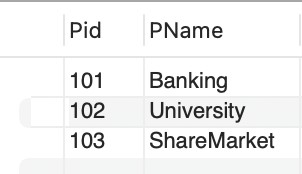 Pid PName
101 Banking
102 University
103 ShareMarket